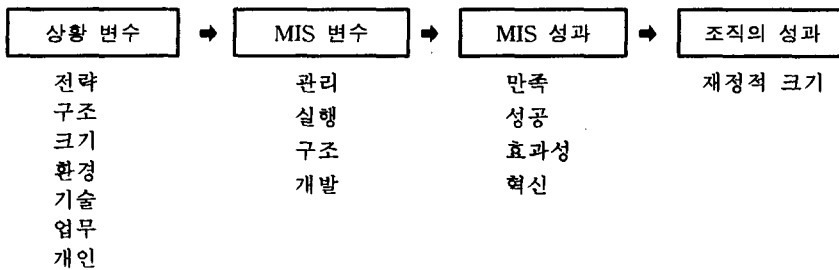 상황 변수 ➡ MIS 변수 ➡ MIS 성과 ➡ 조직의 성과
전략 관리 만족 재정적 크기
구조 실행 성공
크기 구조 효과성
환경 개발 혁신
기술
업무
개인